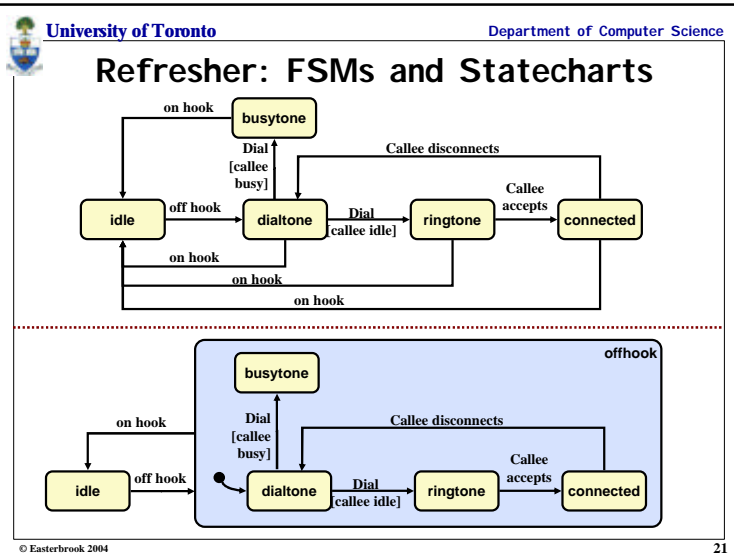 University of Toronto
Department of Computer Science
Refresher: FSMs and Statecharts
on hook
busytone
Dial
[callee
busy]
Callee disconnects
idle
off hook
dialtone
Dial
[callee idle]
ringtone
Callee
accepts
connected
on hook
on hook
on hook
offhook
busytone
on hook
Dial
[callee
busy]
Callee disconnects
idle
off hook
dialtone
Dial
[callee idle]
ringtone
Callee
accepts
connected
© Easterbrook 2004
21